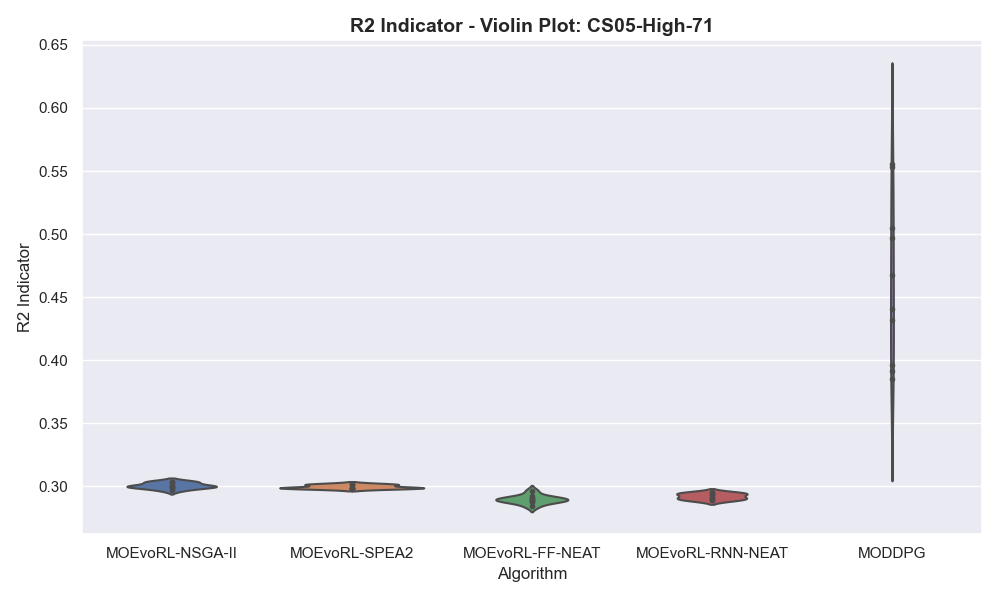 R2 Indicator - Violin Plot: CS05-High-71
R2 Indicator
0.65
0.60
0.55
0.50
0.45
0.40
0.35
0.30
MOEvoRL-NSGA-II
MOEvoRL-SPEA2
MOEvoRL-FF-NEAT
MOEvoRL-RNN-NEAT
MODDPG
Algorithm